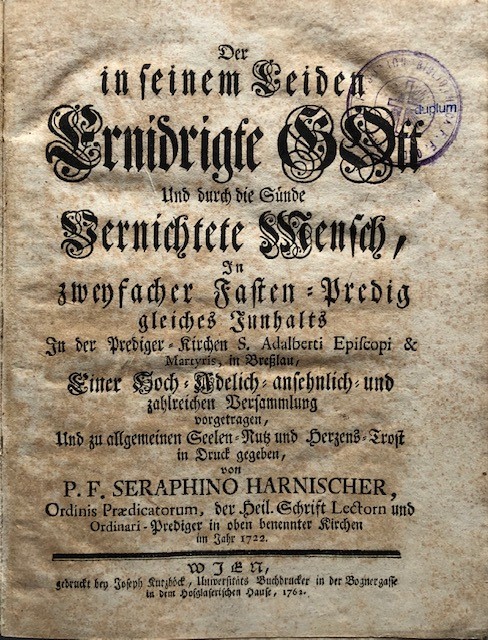 Der
in seinem Leiden
Ernidrigte GOtt
Und durch die Sünde
Vernichtete Mensch,
In
zweyfacher Fasten-Predig
gleiches Innhalts
In der Prediger-Kirchen S. Adalberti Episcopi &
Martyris, in Breßlau,
Einer Hoch-Adelich-ansehnlich-und
zahlreichen Versammlung
vorgetragen,
Und zu allgemeinen Seelen-Nutz und Hertzens-Trost
in Druck gegeben,
von
P. F. SERAPHINO HARNISCHER,
Ordinis Prædicatorum, der Heil. Schrift Lectorn und
Ordinari-Prediger in oben benennter Kirchen
im Jahr 1722.
WIEN,
gedruckt bey Joseph Kurtzböck, Universitäts Buchdrucker in der Bognergasse
in dem Hofglaserischen Hause, 1762.
duplum